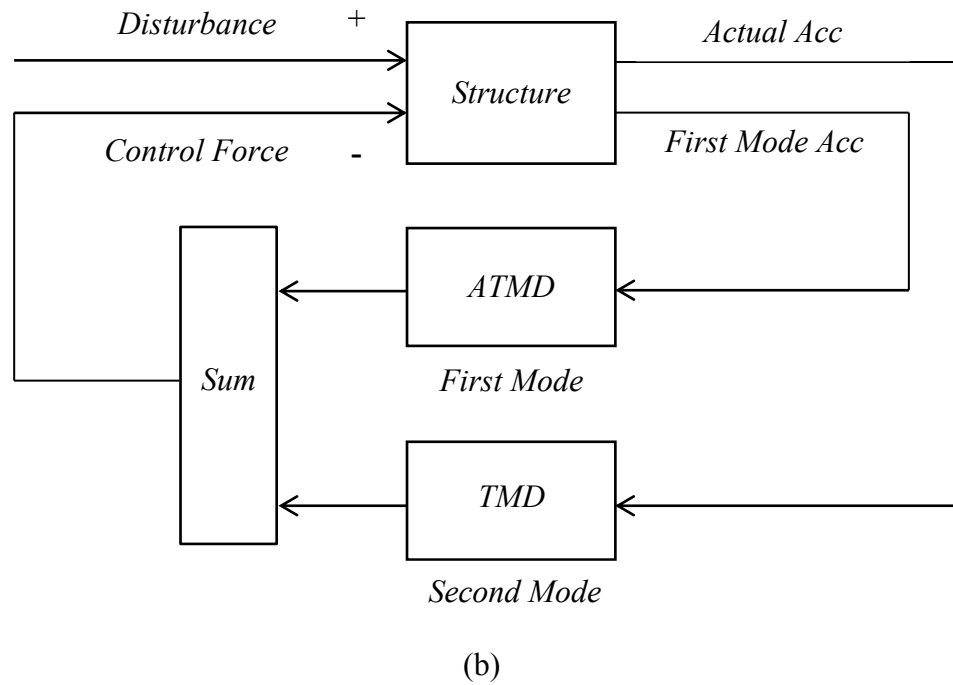 Disturbance +
Actual Acc
Structure
Control Force -
First Mode Acc
ATMD
Sum
First Mode
TMD
Second Mode
(b)